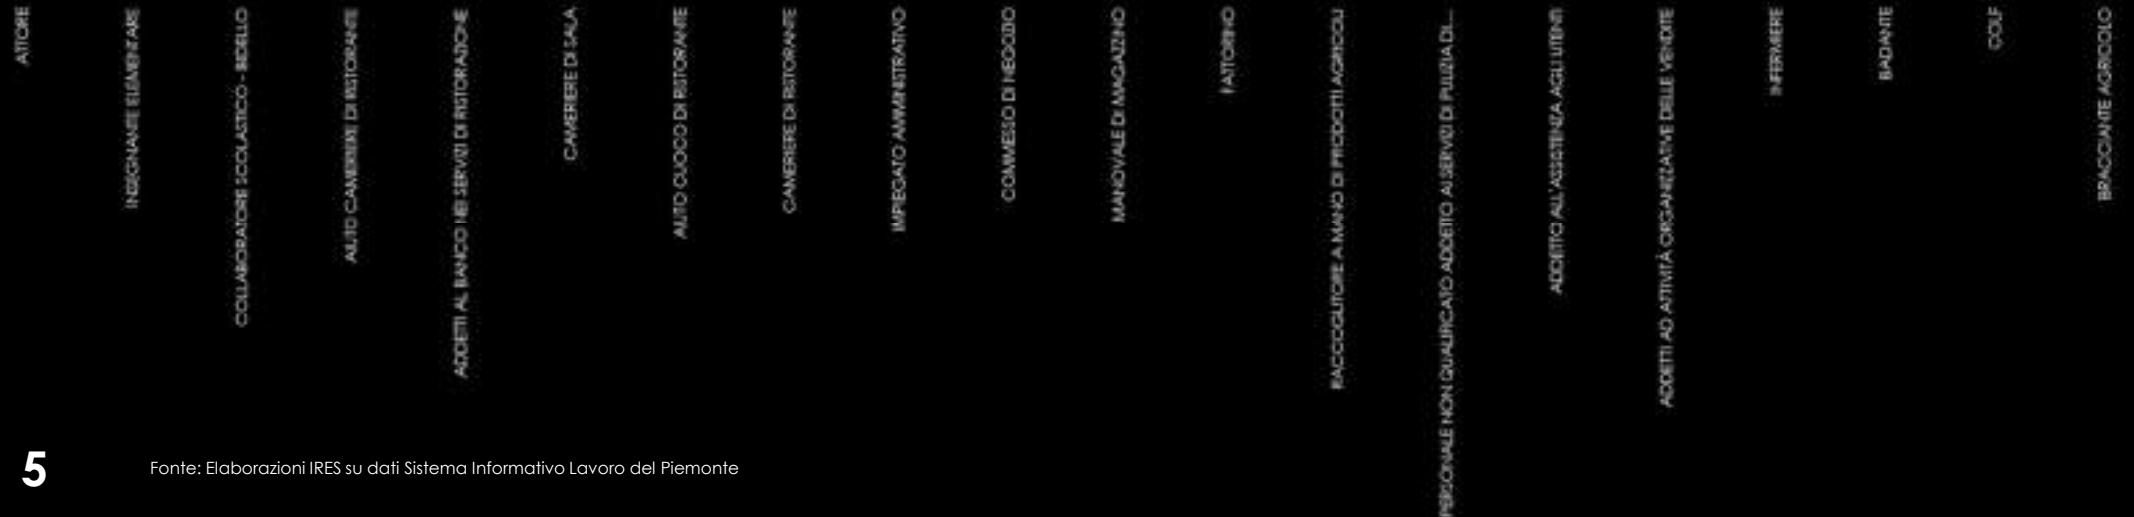 ATTORE
INSEGNANTE ELEMENTARE
COLLABORATORE SCOLASTICO - BIDELLO
AIUTO CAMERIERE DI RISTORANTE
ADDETTI AL BANCO NEI SERVIZI DI RISTORAZIONE
CAMERIERE DI SALA
AIUTO CUOCO DI RISTORANTE
CAMERIERE DI RISTORANTE
IMPIEGATO AMMINISTRATIVO
COMMESSO DI NEGOZIO
MANOVALE DI MAGAZZINO
FATTORINO
RACCOGLITORE A MANO DI PRODOTTI AGRICOLI
PERSONALE NON QUALIFICATO ADDETTO AI SERVIZI DI PULIZIA DI...
ADDETTO ALL'ASSISTENZA AGLI UTENTI
ADDETTI AD ATTIVITÀ ORGANIZZATIVE DELLE VENDITE
INFERMIERE
BADANTE
COLF
BRACCIANTE AGRICOLO
5
Fonte: Elaborazioni IRES su dati Sistema Informativo Lavoro del Piemonte